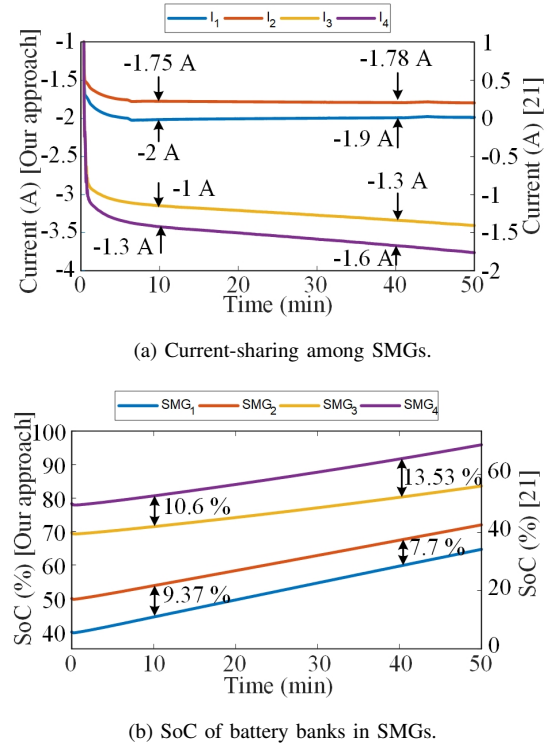 I1 I2 I3 I4
Current (A) [Our approach]
-1
-1.5
-2
-2.5
-3
-3.5
-4
-1.75 A
-1.78 A
-2 A
-1.9 A
-1 A
-1.3 A
-1.3 A
-1.6 A
1
0.5
0
-0.5
-1
-1.5
-2
Current (A) [21]
0 10 20 30 40 50
Time (min)
(a) Current-sharing among SMGs.
SMG1 SMG2 SMG3 SMG4
SoC (%) [Our approach]
100
90
80
70
60
50
40
10.6 %
13.53 %
9.37 %
7.7 %
60
40
20
0
SoC (%) [21]
0 10 20 30 40 50
Time (min)
(b) SoC of battery banks in SMGs.